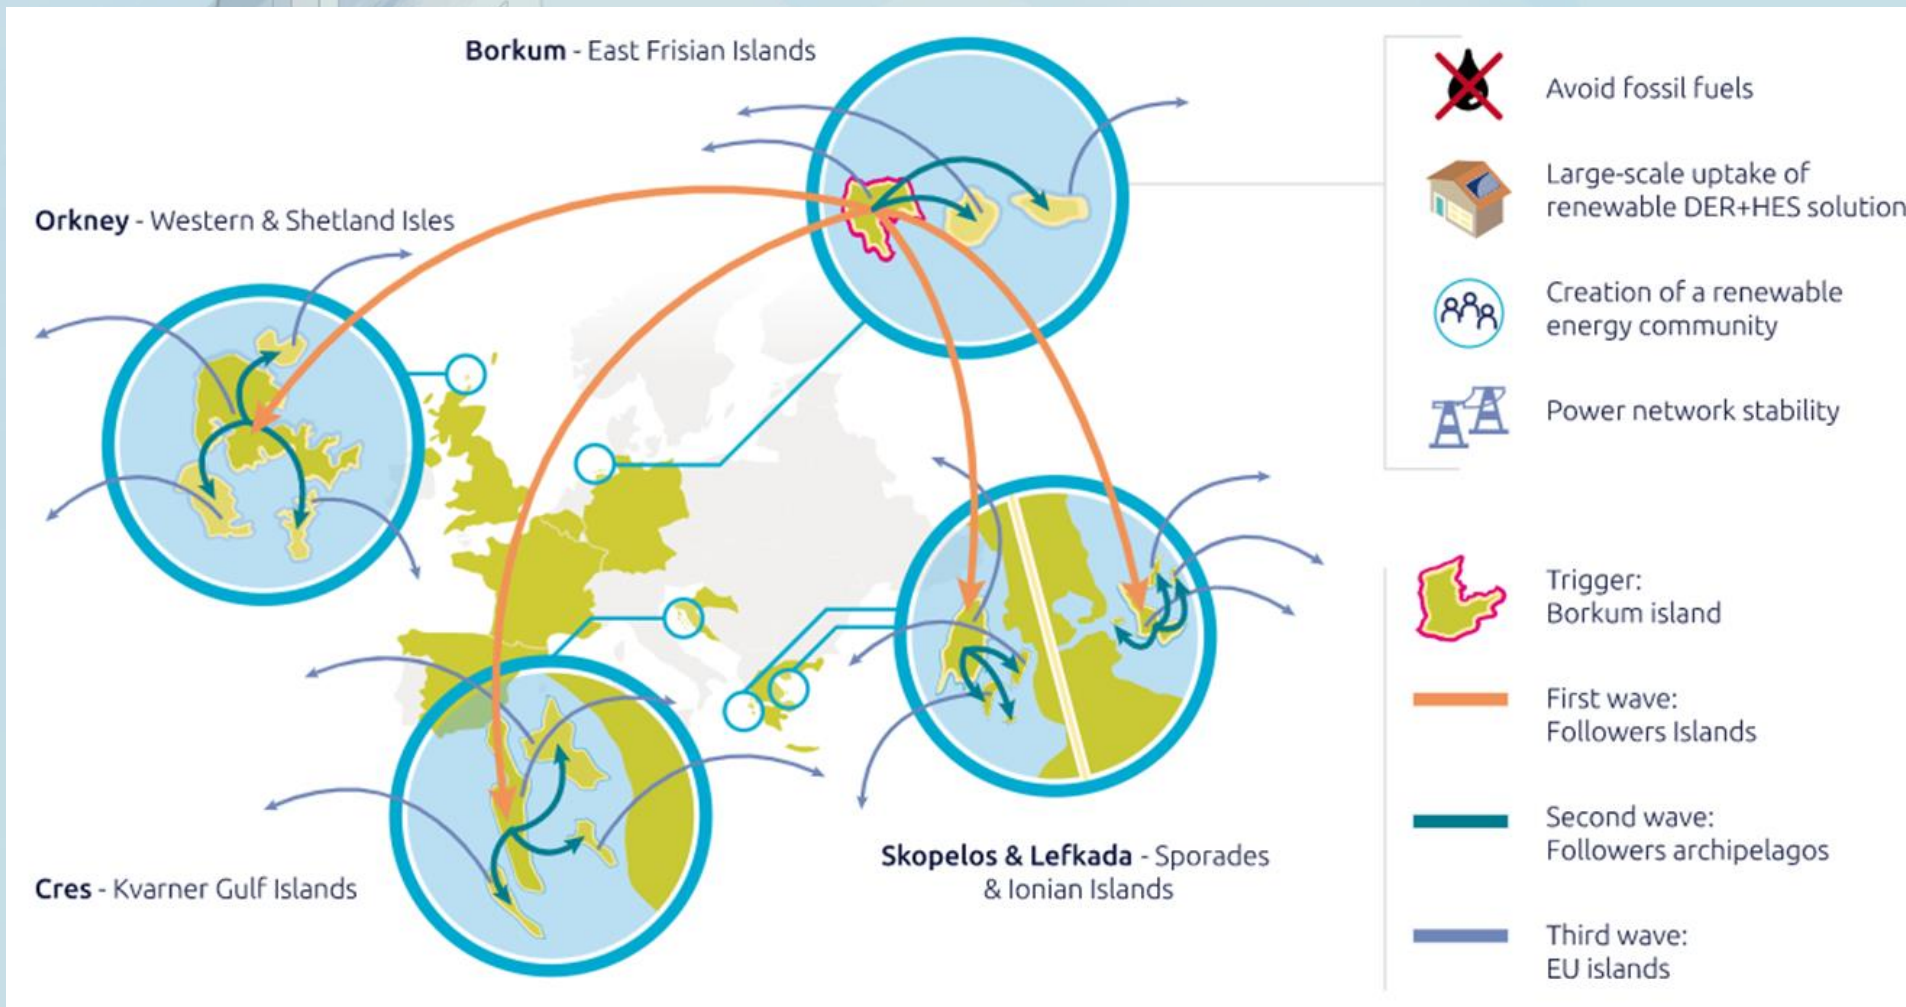 Borkum - East Frisian Islands
Orkney - Western & Shetland Isles
Cres - Kvarner Gulf Islands
Skopelos & Lefkada - Sporades
& Ionian Islands
Avoid fossil fuels
Large-scale uptake of
renewable DER+HES solution
Creation of a renewable
energy community
Power network stability
Trigger:
Borkum island
First wave:
Followers Islands
Second wave:
Followers archipelagos
Third wave:
EU islands